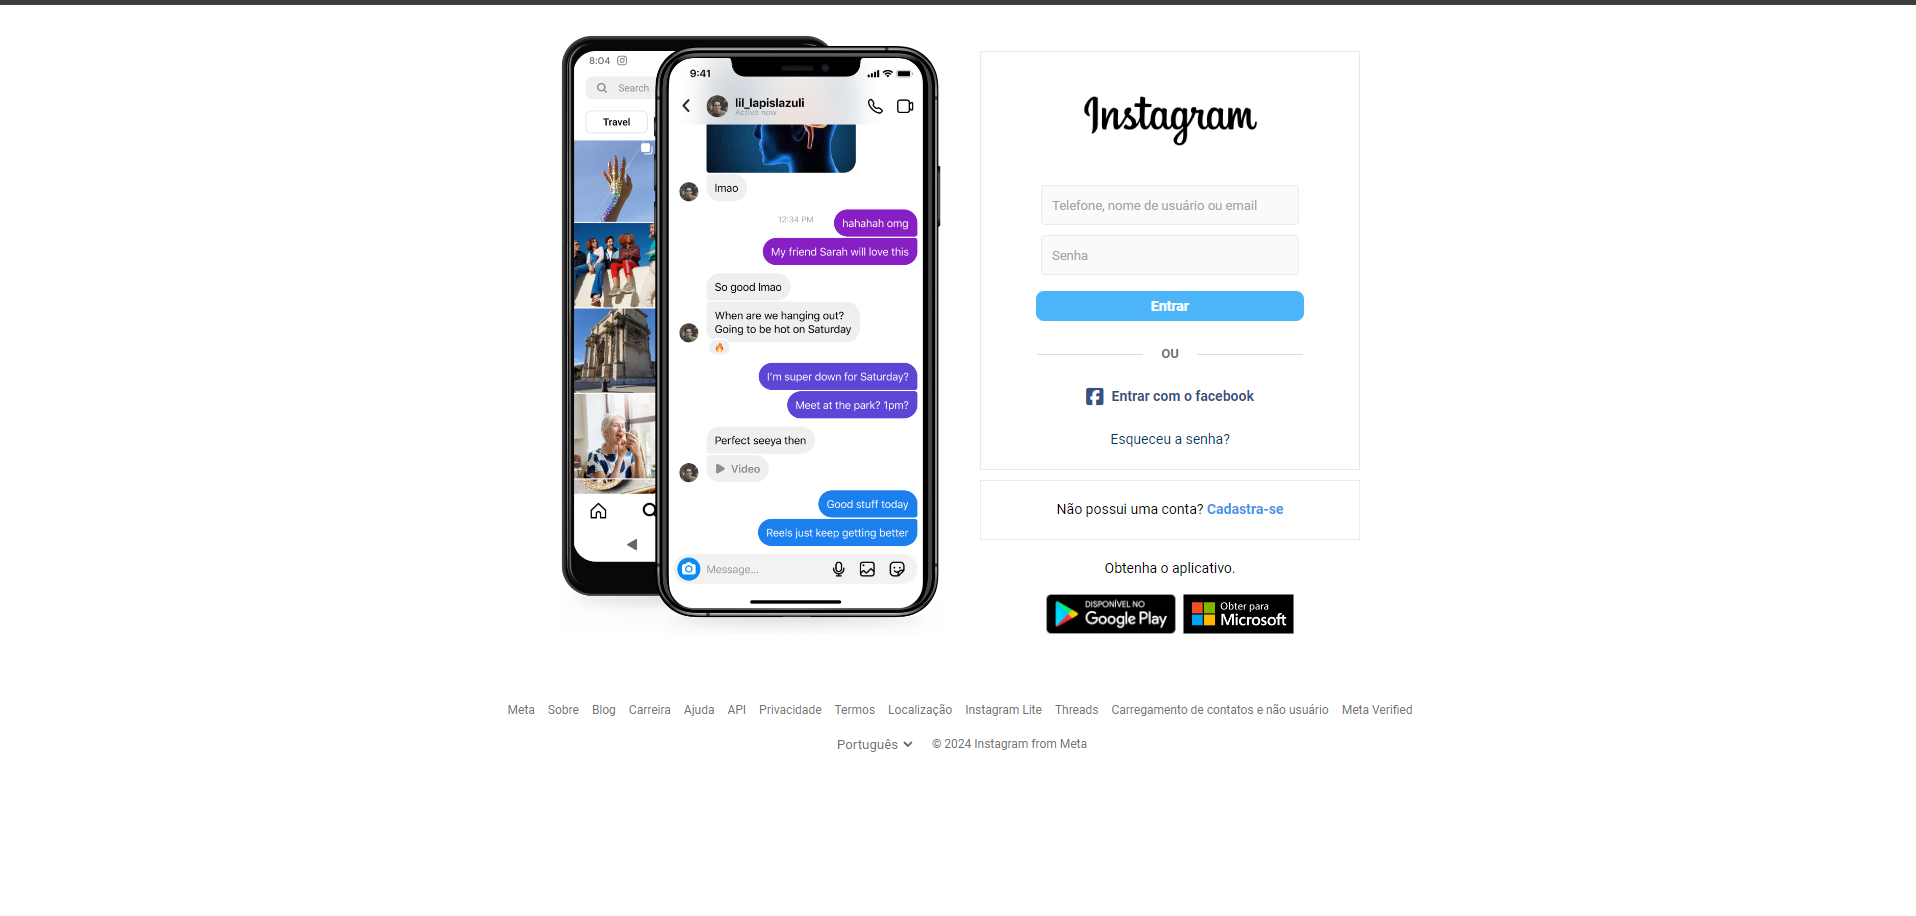 8:04
Search
Travel
9:41
lil_lapislazuli
Active now
lmao
12:34 PM
hahahah omg
My friend Sarah will love this
So good lmao
When are we hanging out?
Going to be hot on Saturday
I'm super down for Saturday?
Meet at the park? 1pm?
Perfect seeya then
Video
Good stuff today
Reels just keep getting better
Message...
Instagram
Telefone, nome de usuário ou email
Senha
Entrar
OU
Entrar com o facebook
Esqueceu a senha?
Não possui uma conta? Cadastra-se
Obtenha o aplicativo.
DISPONÍVEL NO
Google Play
Obter para
Microsoft
Meta Sobre Blog Carreira Ajuda API Privacidade Termos Localização Instagram Lite Threads Carregamento de contatos e não usuário Meta Verified
Português © 2024 Instagram from Meta